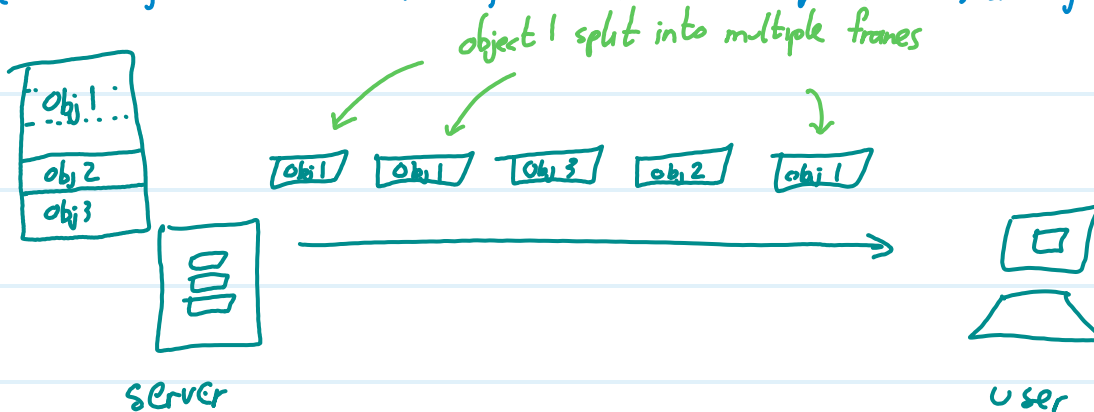 object 1 split into multiple frames
Obj 1
obj 2
obj 3
Obj 1
Obj 1
Obj 3
obj 2
obj 1
server
user